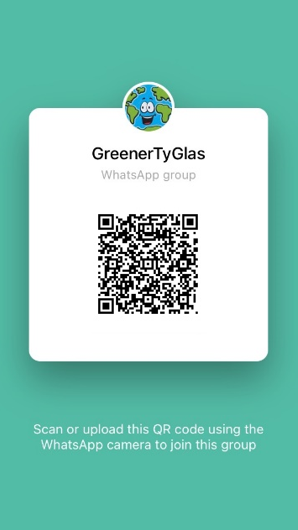 GreenerTyGlas
WhatsApp group
Scan or upload this QR code using the
WhatsApp camera to join this group